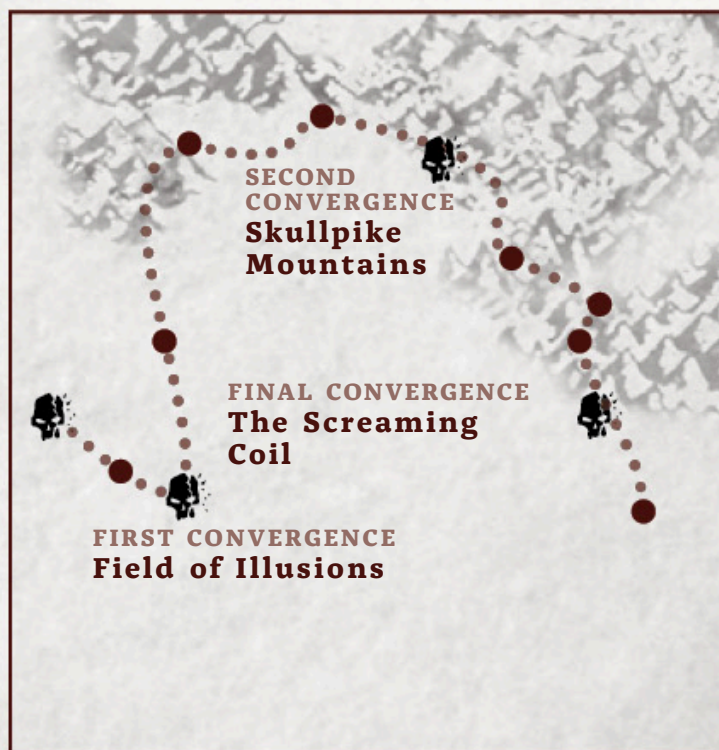 SECOND
CONVERGENCE
Skullpike
Mountains
FINAL CONVERGENCE
The Screaming
Coil
FIRST CONVERGENCE
Field of Illusions